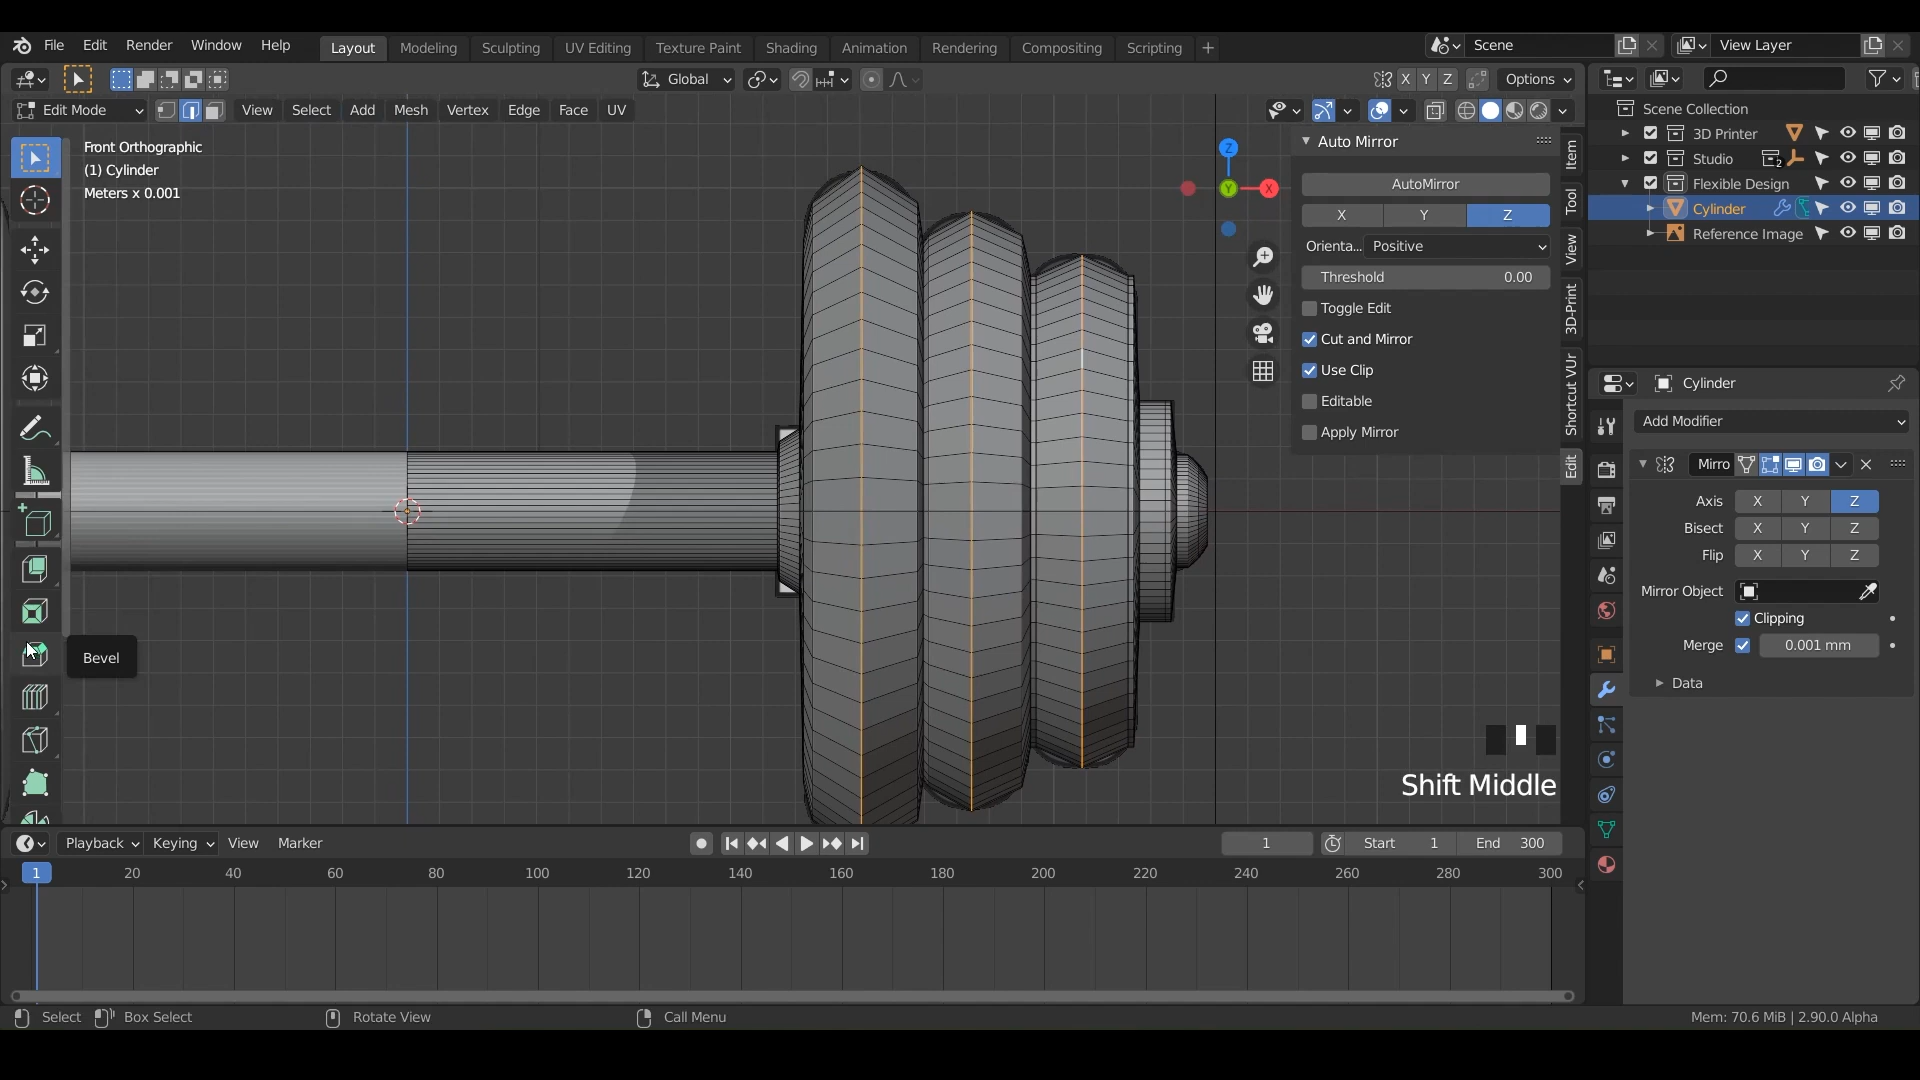 File Edit Render Window Help Layout Modeling Sculpting UV Editing Texture Paint Shading Animation Rendering Compositing Scripting + Scene View Layer
Global X Y Z Options
Edit Mode View Select Add Mesh Vertex Edge Face UV
Front Orthographic
(1) Cylinder
Meters x 0.001
Z
Y
X
Auto Mirror
AutoMirror
X Y Z
Orienta... Positive
Threshold 0.00
Toggle Edit
Cut and Mirror
Use Clip
Editable
Apply Mirror
Item
Tool
View
3D-Print
Shortcut VUr
Edit
Scene Collection
3D Printer
Studio 2
Flexible Design
Cylinder
Reference Image
Cylinder
Add Modifier
Mirro
Axis X Y Z
Bisect X Y Z
Flip X Y Z
Mirror Object
Clipping
Merge 0.001 mm
Data
Bevel
Shift Middle
Playback Keying View Marker 1 Start 1 End 300
1 20 40 60 80 100 120 140 160 180 200 220 240 260 280 300
Select Box Select Rotate View Call Menu Mem: 70.6 MiB | 2.90.0 Alpha